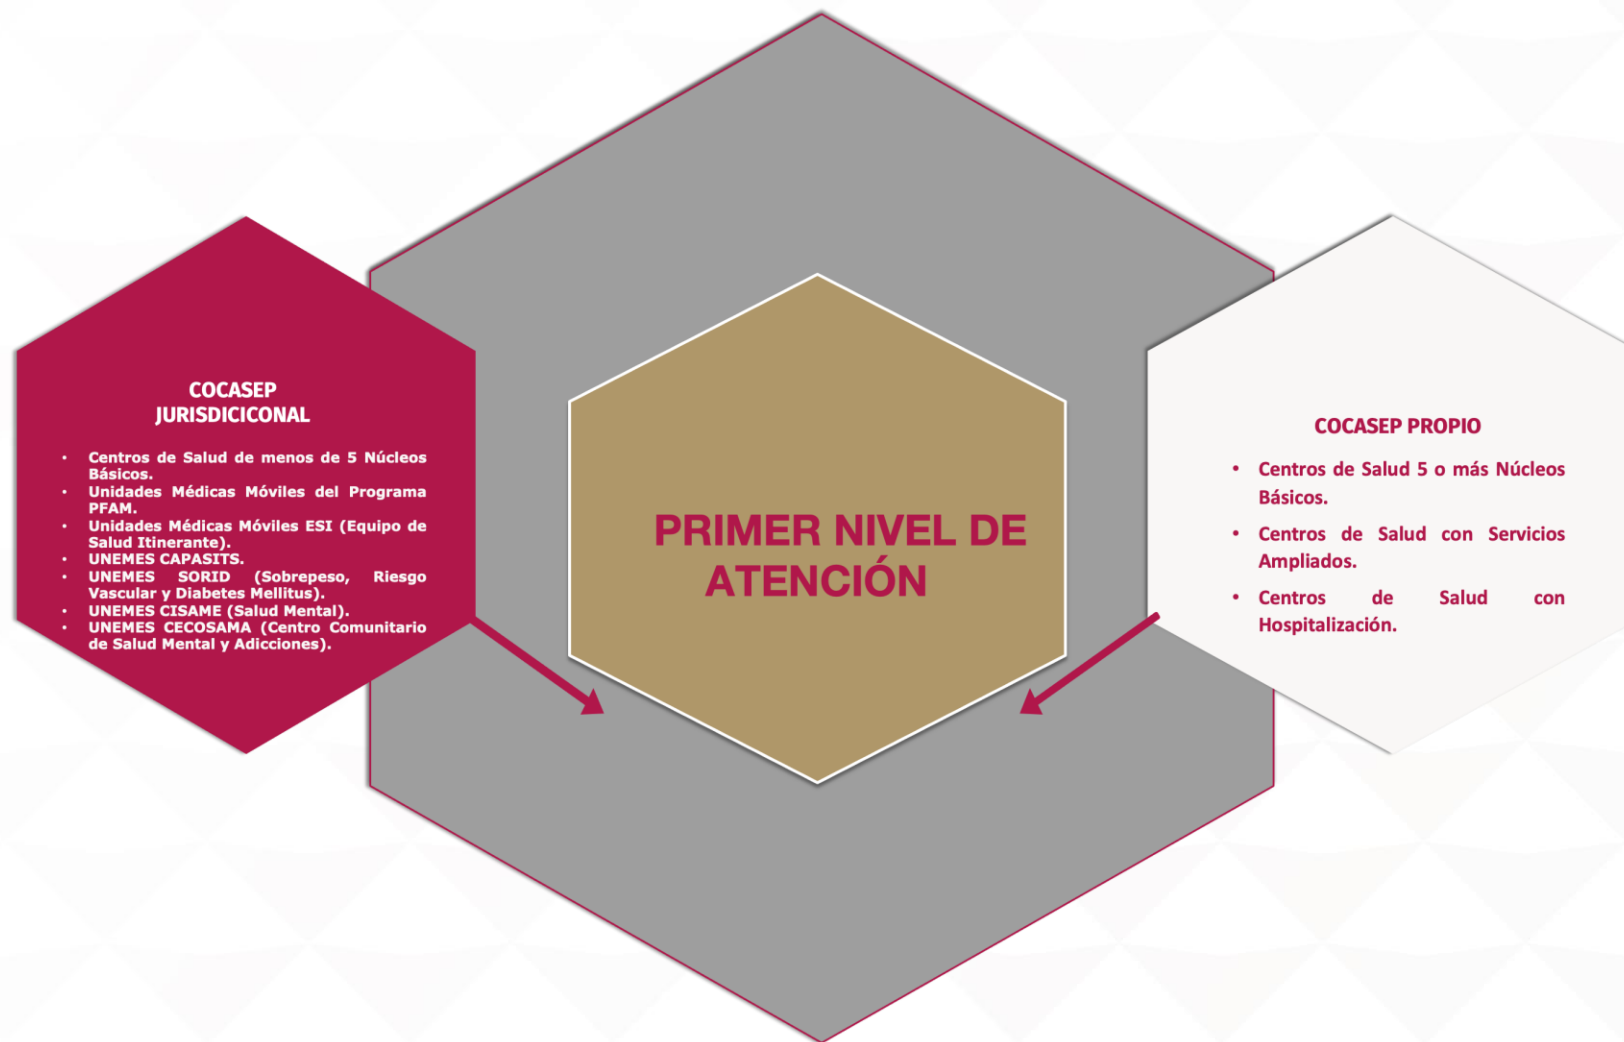 COCASEP
JURISDICICONAL
• Centros de Salud de menos de 5 Núcleos
Básicos.
• Unidades Médicas Móviles del Programa
PFAM.
• Unidades Médicas Móviles ESI (Equipo de
Salud Itinerante).
• UNEMES CAPASITS.
• UNEMES SORID (Sobrepeso, Riesgo
Vascular y Diabetes Mellitus).
• UNEMES CISAME (Salud Mental).
• UNEMES CECOSAMA (Centro Comunitario
de Salud Mental y Adicciones).
PRIMER NIVEL DE
ATENCIÓN
COCASEP PROPIO
• Centros de Salud 5 o más Núcleos
Básicos.
• Centros de Salud con Servicios
Ampliados.
• Centros de Salud con
Hospitalización.